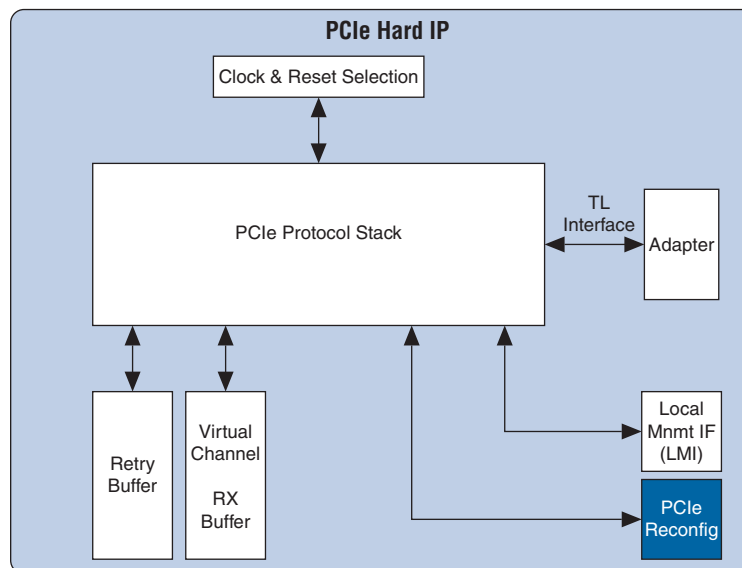 PCIe Hard IP
Clock & Reset Selection
PCIe Protocol Stack
TL
Interface
Adapter
Retry
Buffer
Virtual
Channel
RX
Buffer
Local
Mnmt IF
(LMI)
PCIe
Reconfig